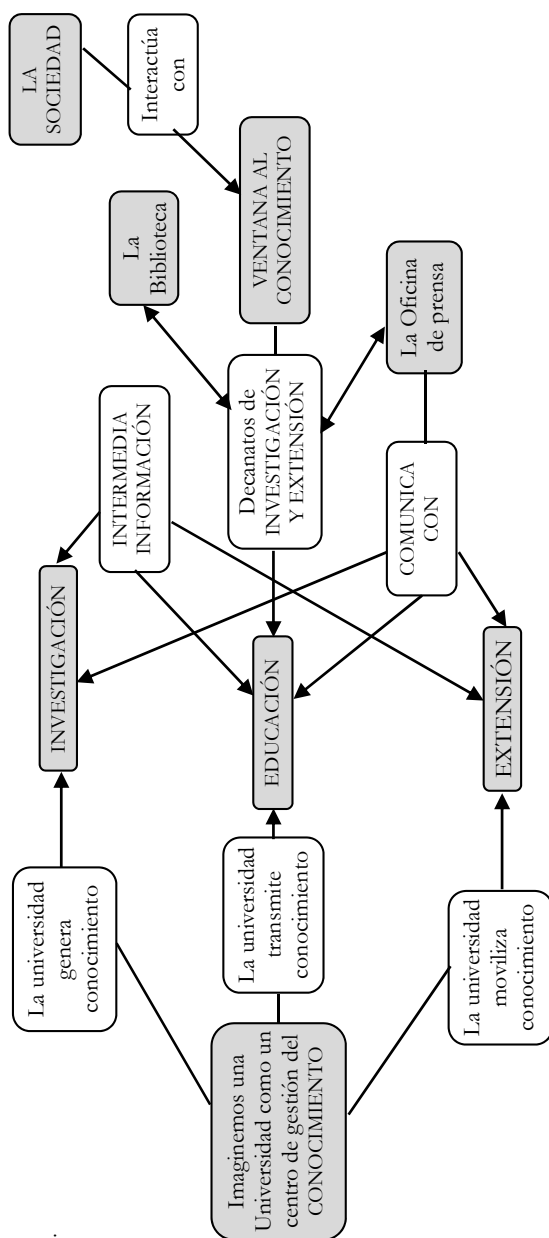 Imaginemos una
Universidad como un
centro de gestión del
CONOCIMIENTO
La universidad
genera
conocimiento
La universidad
transmite
conocimiento
La universidad
moviliza
conocimiento
INVESTIGACIÓN
EDUCACIÓN
EXTENSIÓN
INTERMEDIA
INFORMACIÓN
Decanatos de
INVESTIGACIÓN
Y EXTENSIÓN
COMUNICA
CON
La
Biblioteca
VENTANA AL
CONOCIMIENTO
La Oficina
de prensa
LA
SOCIEDAD
Interactúa
con
.